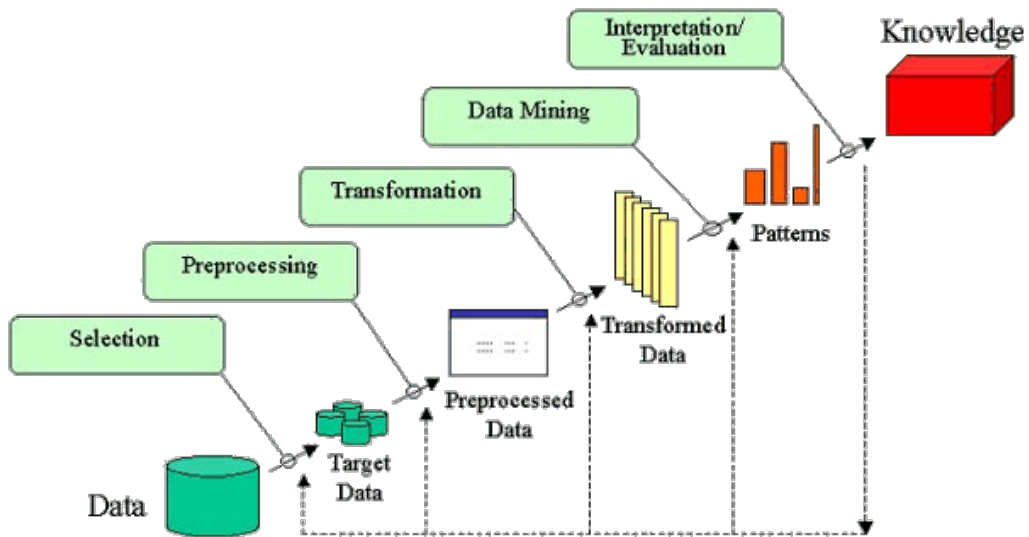 Interpretation/
Evaluation
Knowledge
Data Mining
Transformation
Patterns
Preprocessing
Transformed
Data
Selection
Preprocessed
Data
Target
Data
Data